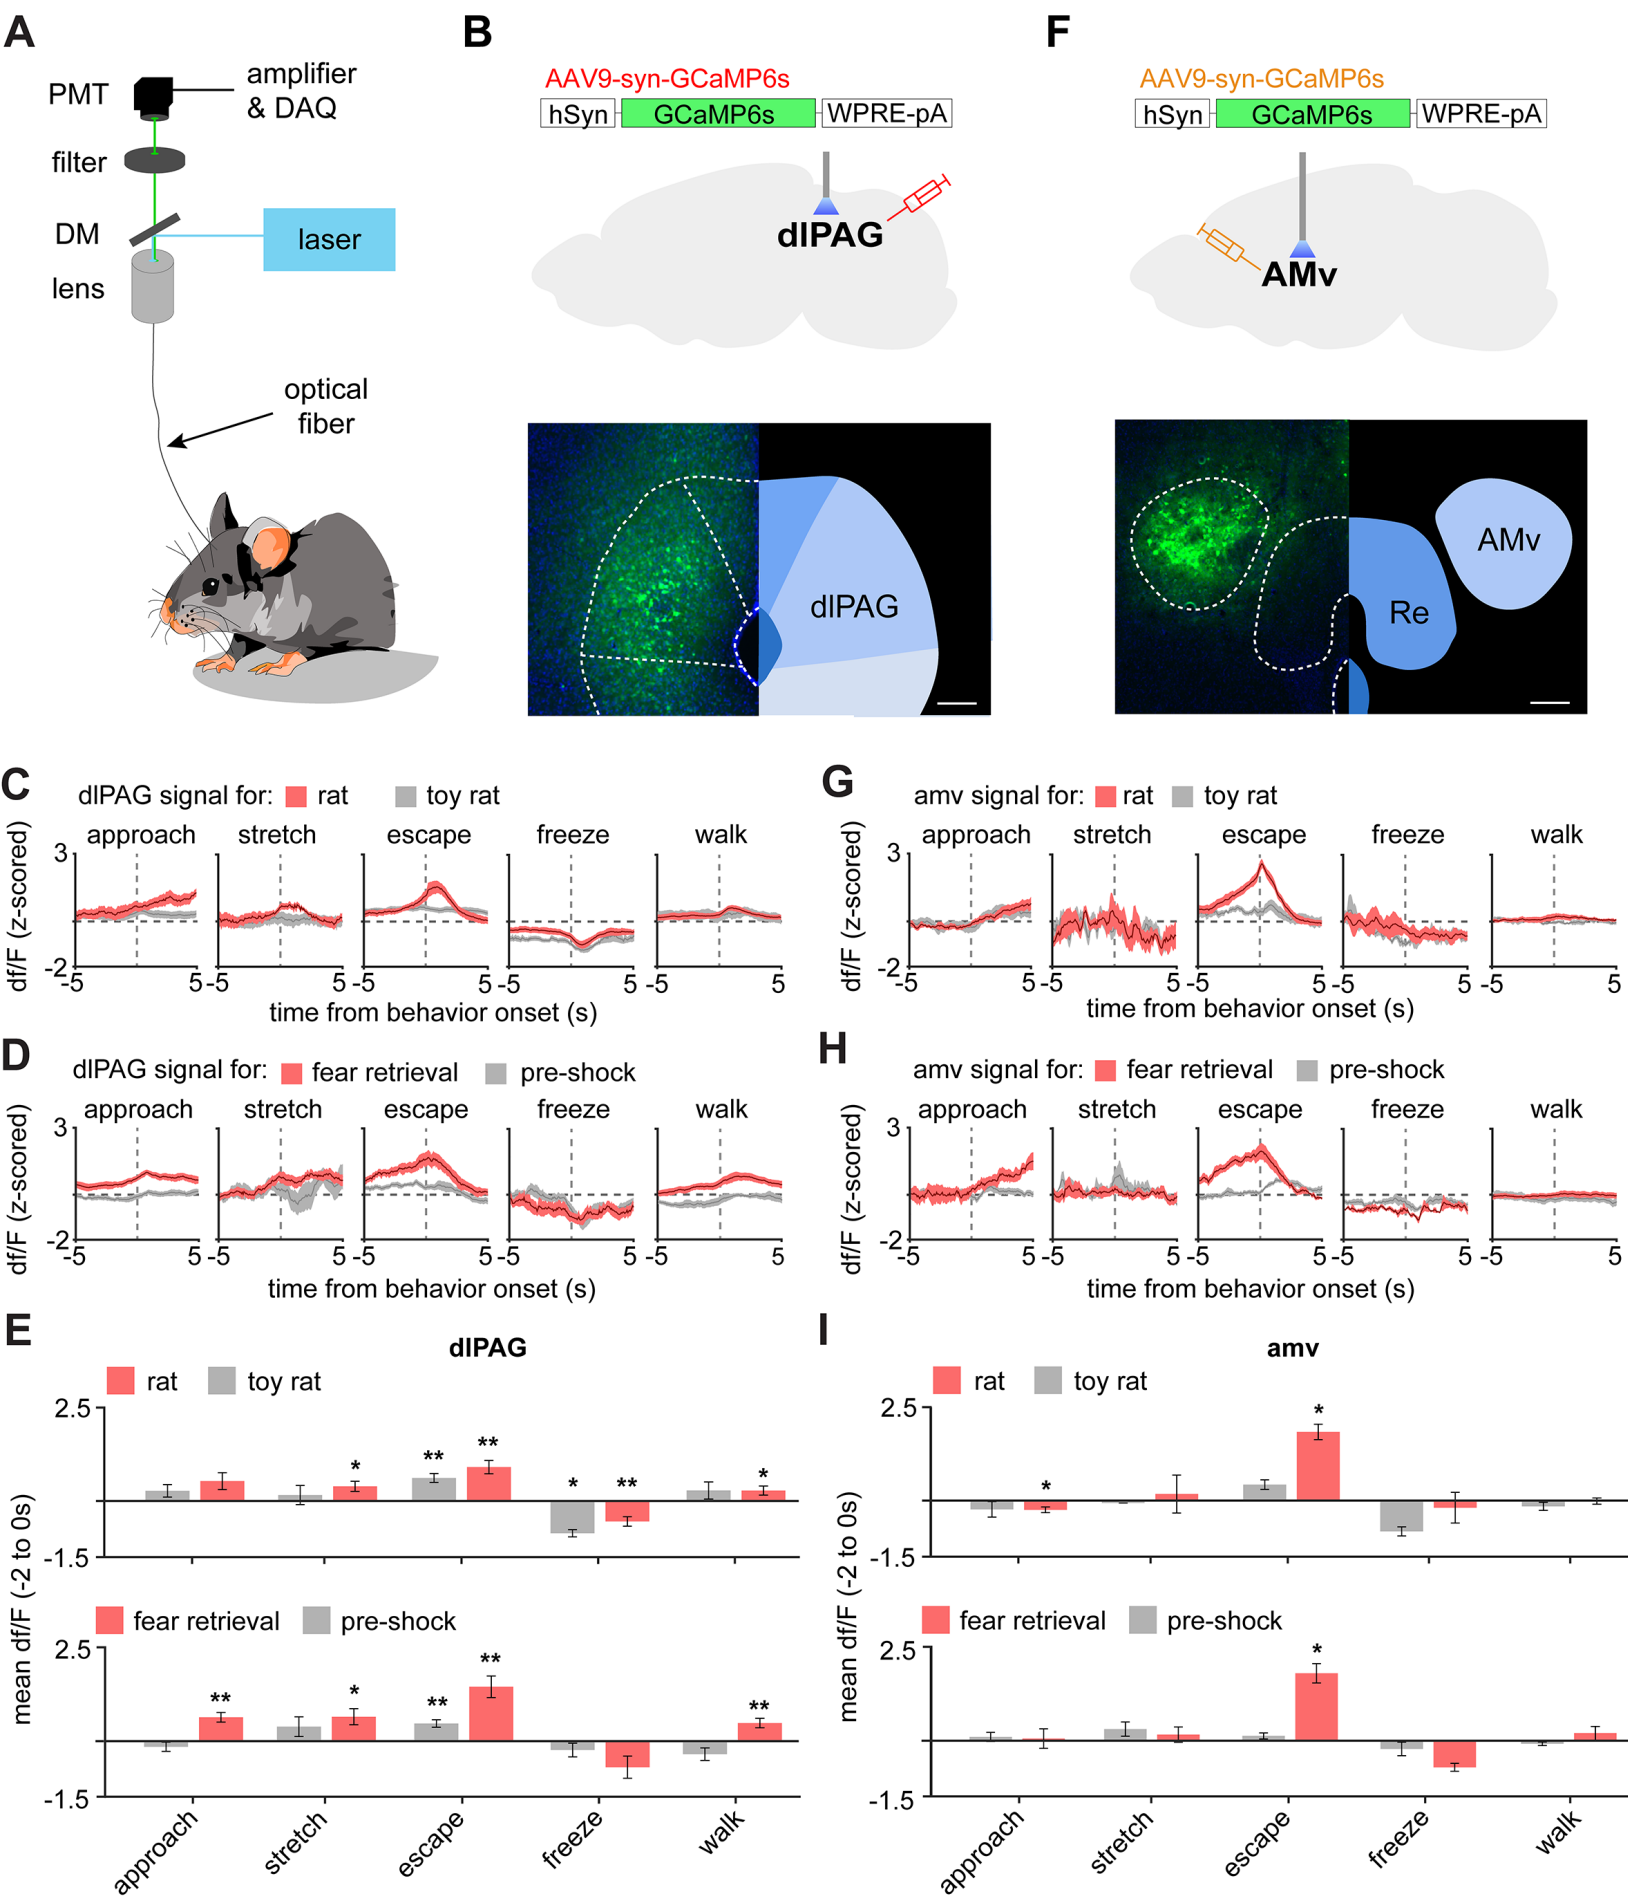 A
PMT
amplifier
& DAQ
filter
DM
laser
lens
optical
fiber
B
AAV9-syn-GCaMP6s
hSyn GCaMP6s WPRE-pA
dlPAG
dlPAG
F
AAV9-syn-GCaMP6s
hSyn GCaMP6s WPRE-pA
AMv
AMv
Re
C
dlPAG signal for: rat toy rat
approach stretch escape freeze walk
df/F (z-scored)
3
-2
-5 5 -5 5 -5 5 -5 5 -5 5
time from behavior onset (s)
D
dlPAG signal for: fear retrieval pre-shock
approach stretch escape freeze walk
df/F (z-scored)
3
-2
-5 5 -5 5 -5 5 -5 5 -5 5
time from behavior onset (s)
E
dlPAG
rat toy rat
2.5
* ** ** * ** *
-1.5
mean df/F (-2 to 0s)
fear retrieval pre-shock
2.5
** * ** ** **
-1.5
approach stretch escape freeze walk
G
amv signal for: rat toy rat
approach stretch escape freeze walk
df/F (z-scored)
3
-2
-5 5 -5 5 -5 5 -5 5 -5 5
time from behavior onset (s)
H
amv signal for: fear retrieval pre-shock
approach stretch escape freeze walk
df/F (z-scored)
3
-2
-5 5 -5 5 -5 5 -5 5 -5 5
time from behavior onset (s)
I
amv
rat toy rat
2.5
* *
-1.5
mean df/F (-2 to 0s)
fear retrieval pre-shock
2.5
*
-1.5
approach stretch escape freeze walk